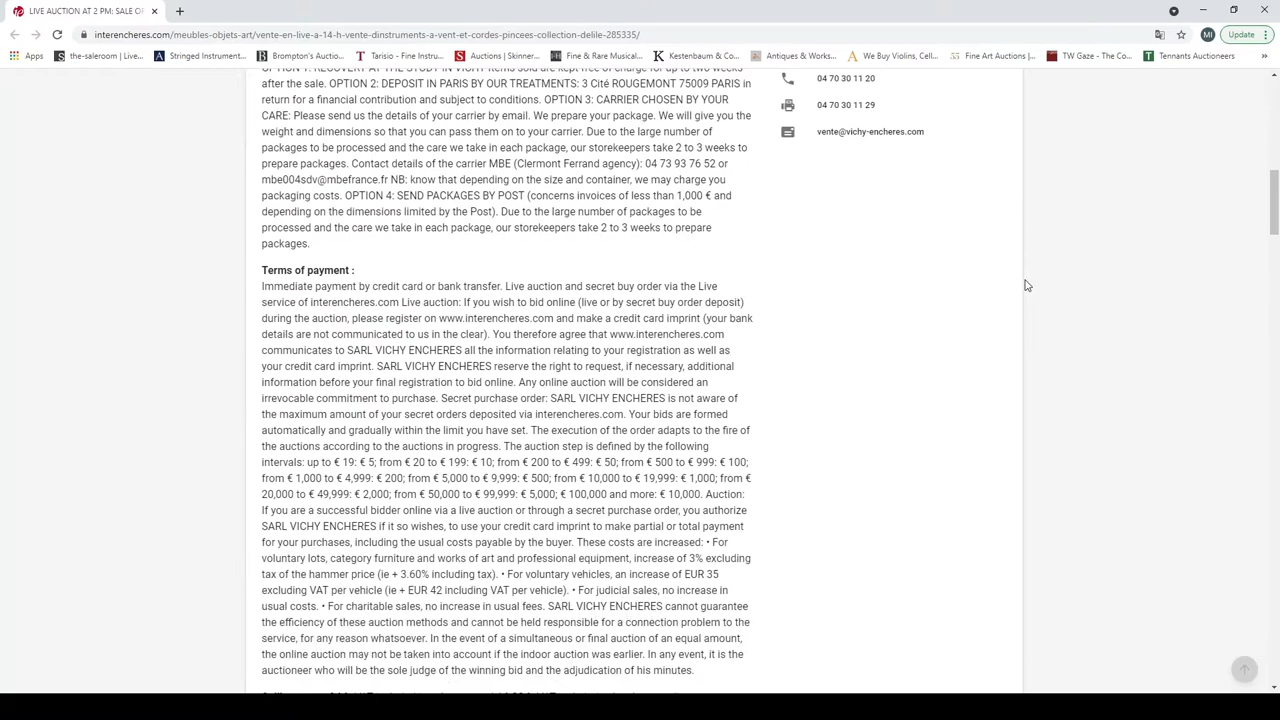 LIVE AUCTION AT 2 PM: SALE OF
MI
Update
interencheres.com/meubles-objets-art/vente-en-live-a-14-h-vente-dinstruments-a-vent-et-cordes-pincees-collection-delile-285335/
Apps the-saleroom | Live... Stringed Instrument... Brompton's Auction... Tarisio - Fine Instru... Auctions | Skinner... Fine & Rare Musical... Kestenbaum & Co... Antiques & Works... We Buy Violins, Cell... Fine Art Auctions |... TW Gaze - The Co... Tennants Auctioneers »
OPTION 1: RECOVERY AT THE STUDY IN VICHY Items sold are kept free of charge for up to two weeks
after the sale. OPTION 2: DEPOSIT IN PARIS BY OUR TREATMENTS: 3 Cité ROUGEMONT 75009 PARIS in
return for a financial contribution and subject to conditions. OPTION 3: CARRIER CHOSEN BY YOUR
CARE: Please send us the details of your carrier by email. We prepare your package. We will give you the
weight and dimensions so that you can pass them on to your carrier. Due to the large number of
packages to be processed and the care we take in each package, our storekeepers take 2 to 3 weeks to
prepare packages. Contact details of the carrier MBE (Clermont Ferrand agency): 04 73 93 76 52 or
mbe004sdv@mbefrance.fr NB: know that depending on the size and container, we may charge you
packaging costs. OPTION 4: SEND PACKAGES BY POST (concerns invoices of less than 1,000 € and
depending on the dimensions limited by the Post). Due to the large number of packages to be
processed and the care we take in each package, our storekeepers take 2 to 3 weeks to prepare
packages.
04 70 30 11 20
04 70 30 11 29
vente@vichy-encheres.com
Terms of payment :
Immediate payment by credit card or bank transfer. Live auction and secret buy order via the Live
service of interencheres.com Live auction: If you wish to bid online (live or by secret buy order deposit)
during the auction, please register on www.interencheres.com and make a credit card imprint (your bank
details are not communicated to us in the clear). You therefore agree that www.interencheres.com
communicates to SARL VICHY ENCHERES all the information relating to your registration as well as
your credit card imprint. SARL VICHY ENCHERES reserve the right to request, if necessary, additional
information before your final registration to bid online. Any online auction will be considered an
irrevocable commitment to purchase. Secret purchase order: SARL VICHY ENCHERES is not aware of
the maximum amount of your secret orders deposited via interencheres.com. Your bids are formed
automatically and gradually within the limit you have set. The execution of the order adapts to the fire of
the auctions according to the auctions in progress. The auction step is defined by the following
intervals: up to € 19: € 5; from € 20 to € 199: € 10; from € 200 to € 499: € 50; from € 500 to € 999: € 100;
from € 1,000 to € 4,999: € 200; from € 5,000 to € 9,999: € 500; from € 10,000 to € 19,999: € 1,000; from €
20,000 to € 49,999: € 2,000; from € 50,000 to € 99,999: € 5,000; € 100,000 and more: € 10,000. Auction:
If you are a successful bidder online via a live auction or through a secret purchase order, you authorize
SARL VICHY ENCHERES if it so wishes, to use your credit card imprint to make partial or total payment
for your purchases, including the usual costs payable by the buyer. These costs are increased: • For
voluntary lots, category furniture and works of art and professional equipment, increase of 3% excluding
tax of the hammer price (ie + 3.60% including tax). • For voluntary vehicles, an increase of EUR 35
excluding VAT per vehicle (ie + EUR 42 including VAT per vehicle). • For judicial sales, no increase in
usual costs. • For charitable sales, no increase in usual fees. SARL VICHY ENCHERES cannot guarantee
the efficiency of these auction methods and cannot be held responsible for a connection problem to the
service, for any reason whatsoever. In the event of a simultaneous or final auction of an equal amount,
the online auction may not be taken into account if the indoor auction was earlier. In any event, it is the
auctioneer who will be the sole judge of the winning bid and the adjudication of his minutes.